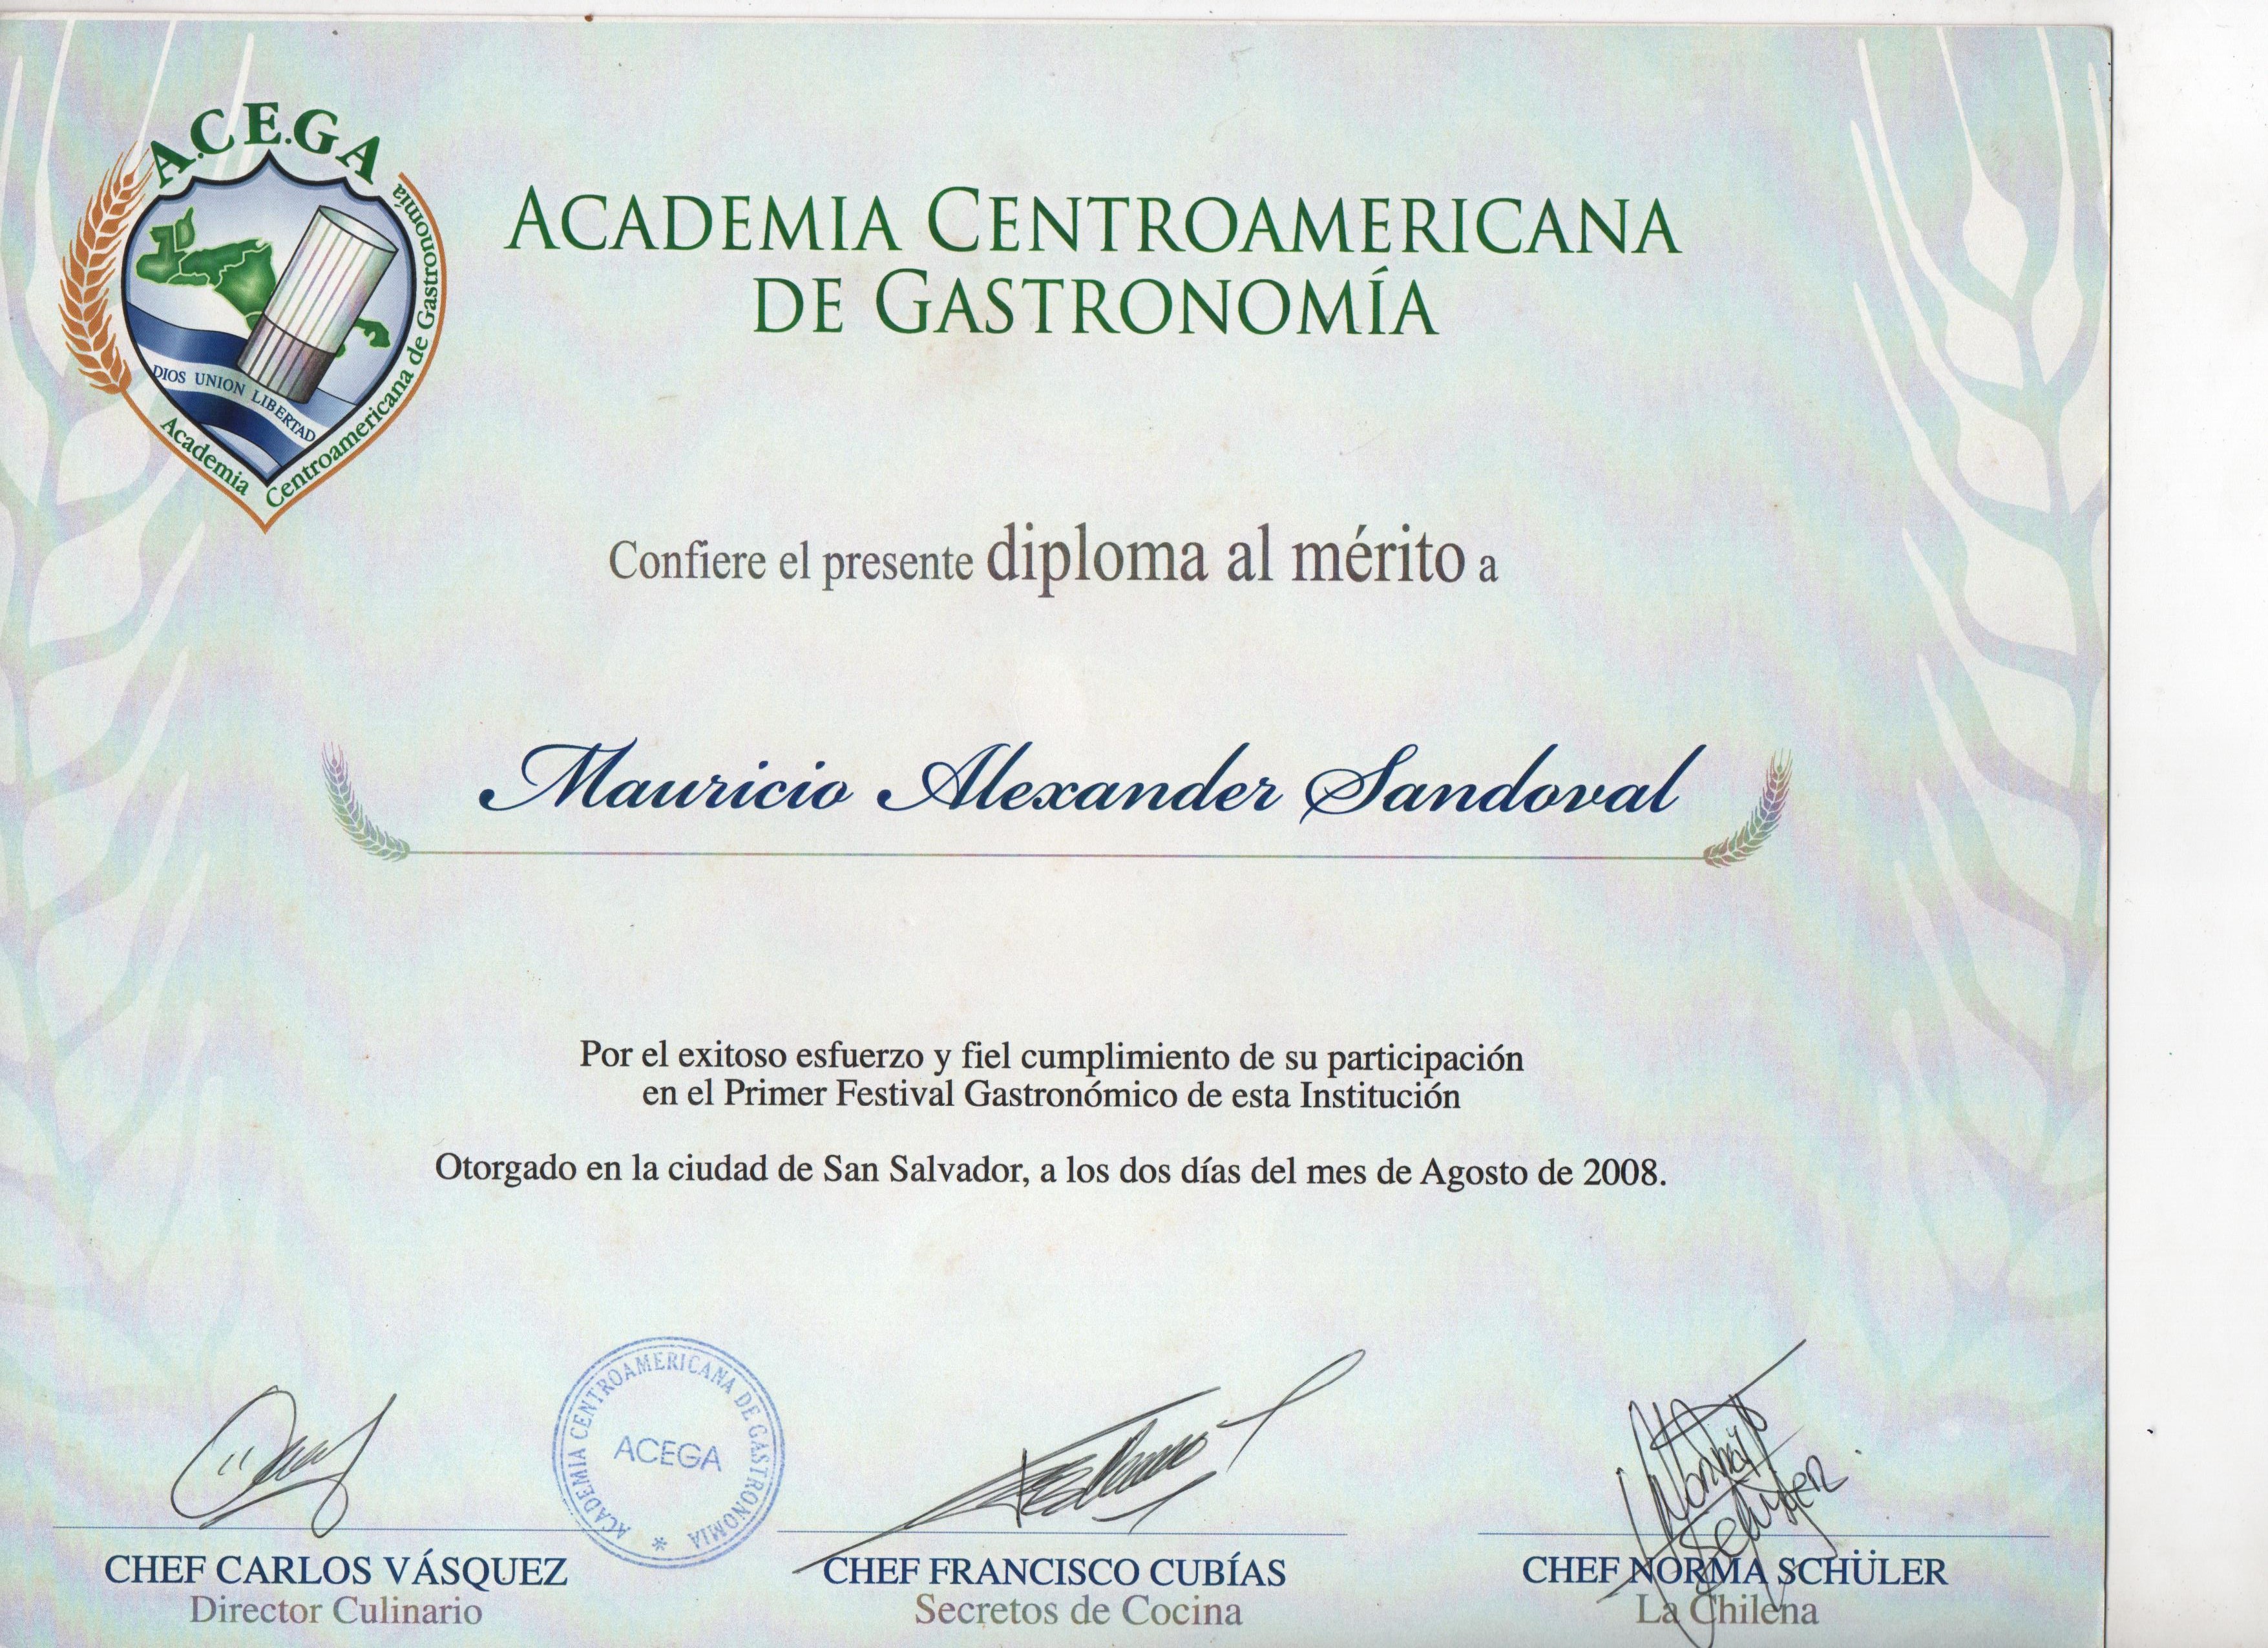 A.C.E.G.A
DIOS UNION LIBERTAD
Academia Centroamericana de Gastronomía
ACADEMIA CENTROAMERICANA
DE GASTRONOMÍA
Confiere el presente diploma al mérito a
Mauricio Alexander Sandoval
Por el exitoso esfuerzo y fiel cumplimiento de su participación
en el Primer Festival Gastronómico de esta Institución
Otorgado en la ciudad de San Salvador, a los dos días del mes de Agosto de 2008.
ACADEMIA CENTROAMERICANA DE GASTRONOMIA *
ACEGA
Norma Schüler
CHEF CARLOS VÁSQUEZ
Director Culinario
CHEF FRANCISCO CUBÍAS
Secretos de Cocina
CHEF NORMA SCHÜLER
La Chilena